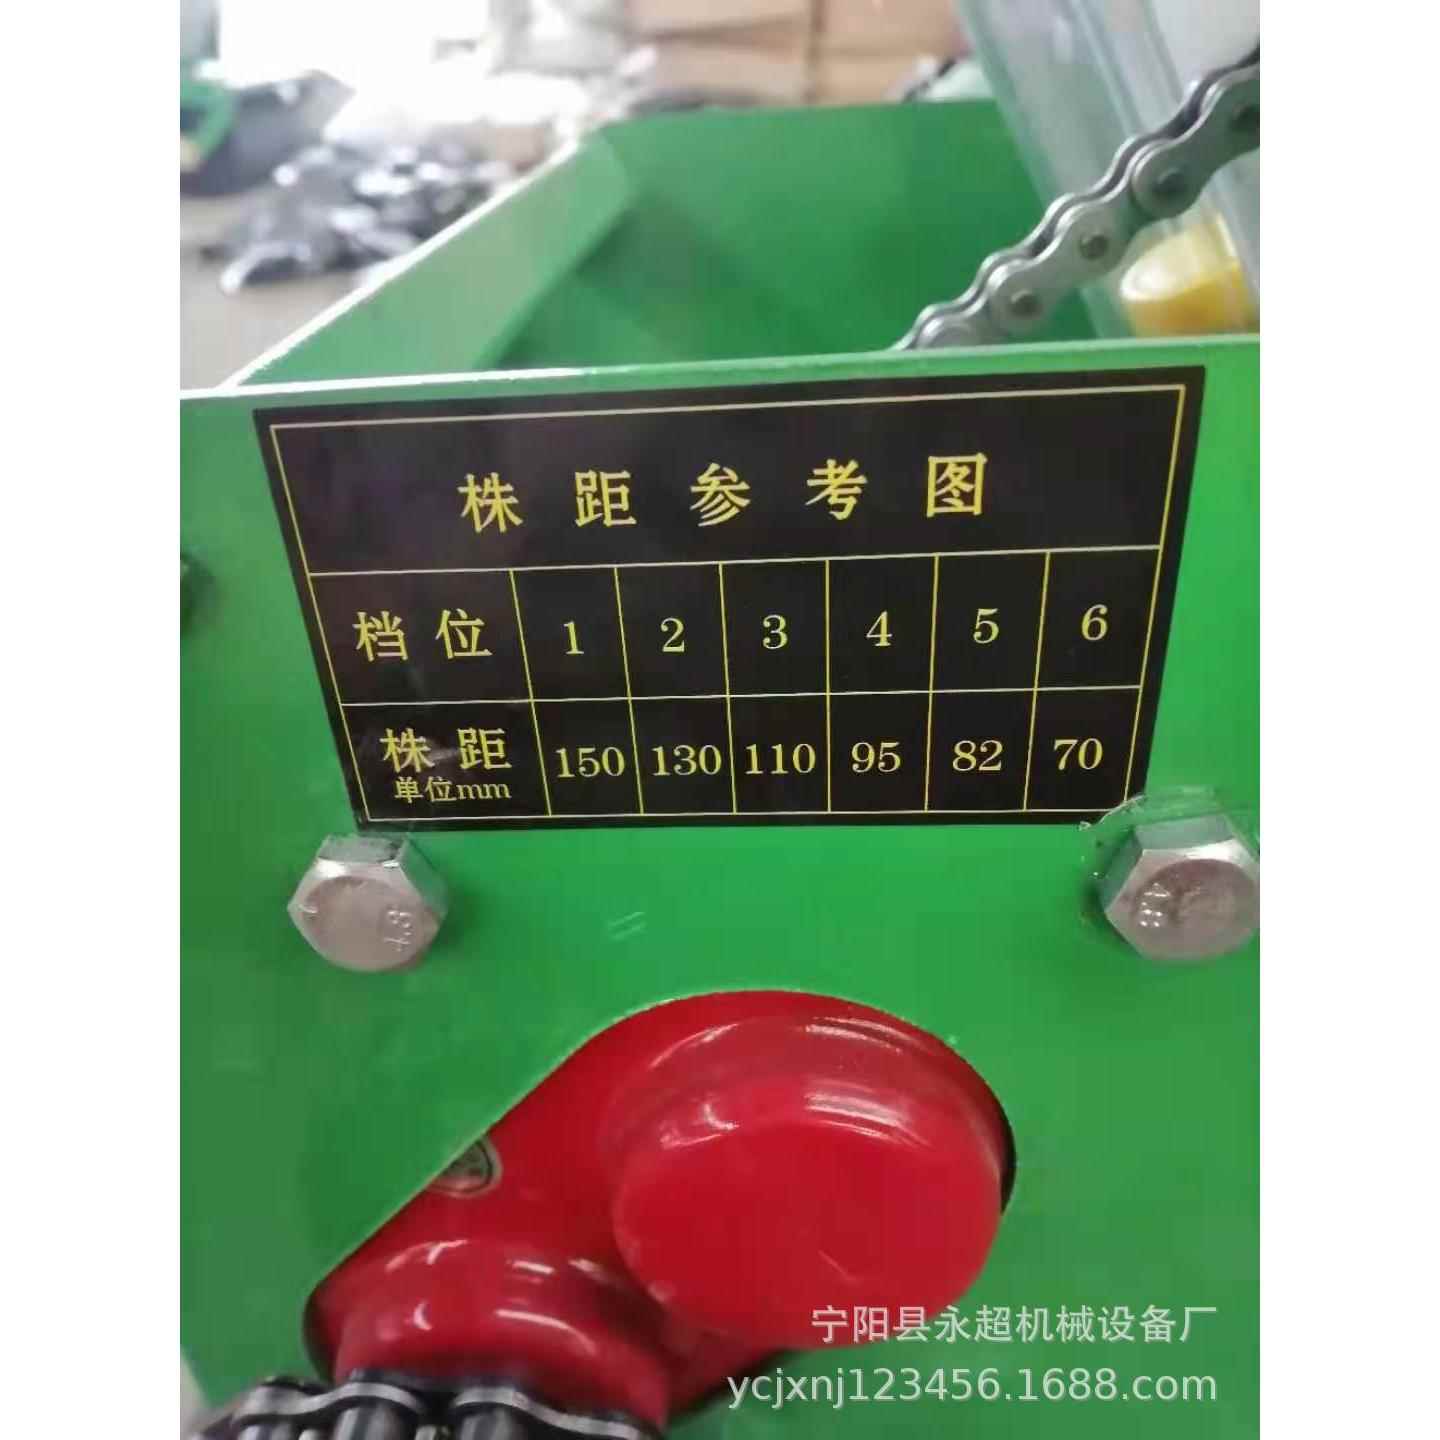 株距参考图
档位 1 2 3 4 5 6
株距 150 130 110 95 82 70
单位mm
4.8
宁阳县永超机械设备厂
ycjxnj123456.1688.com